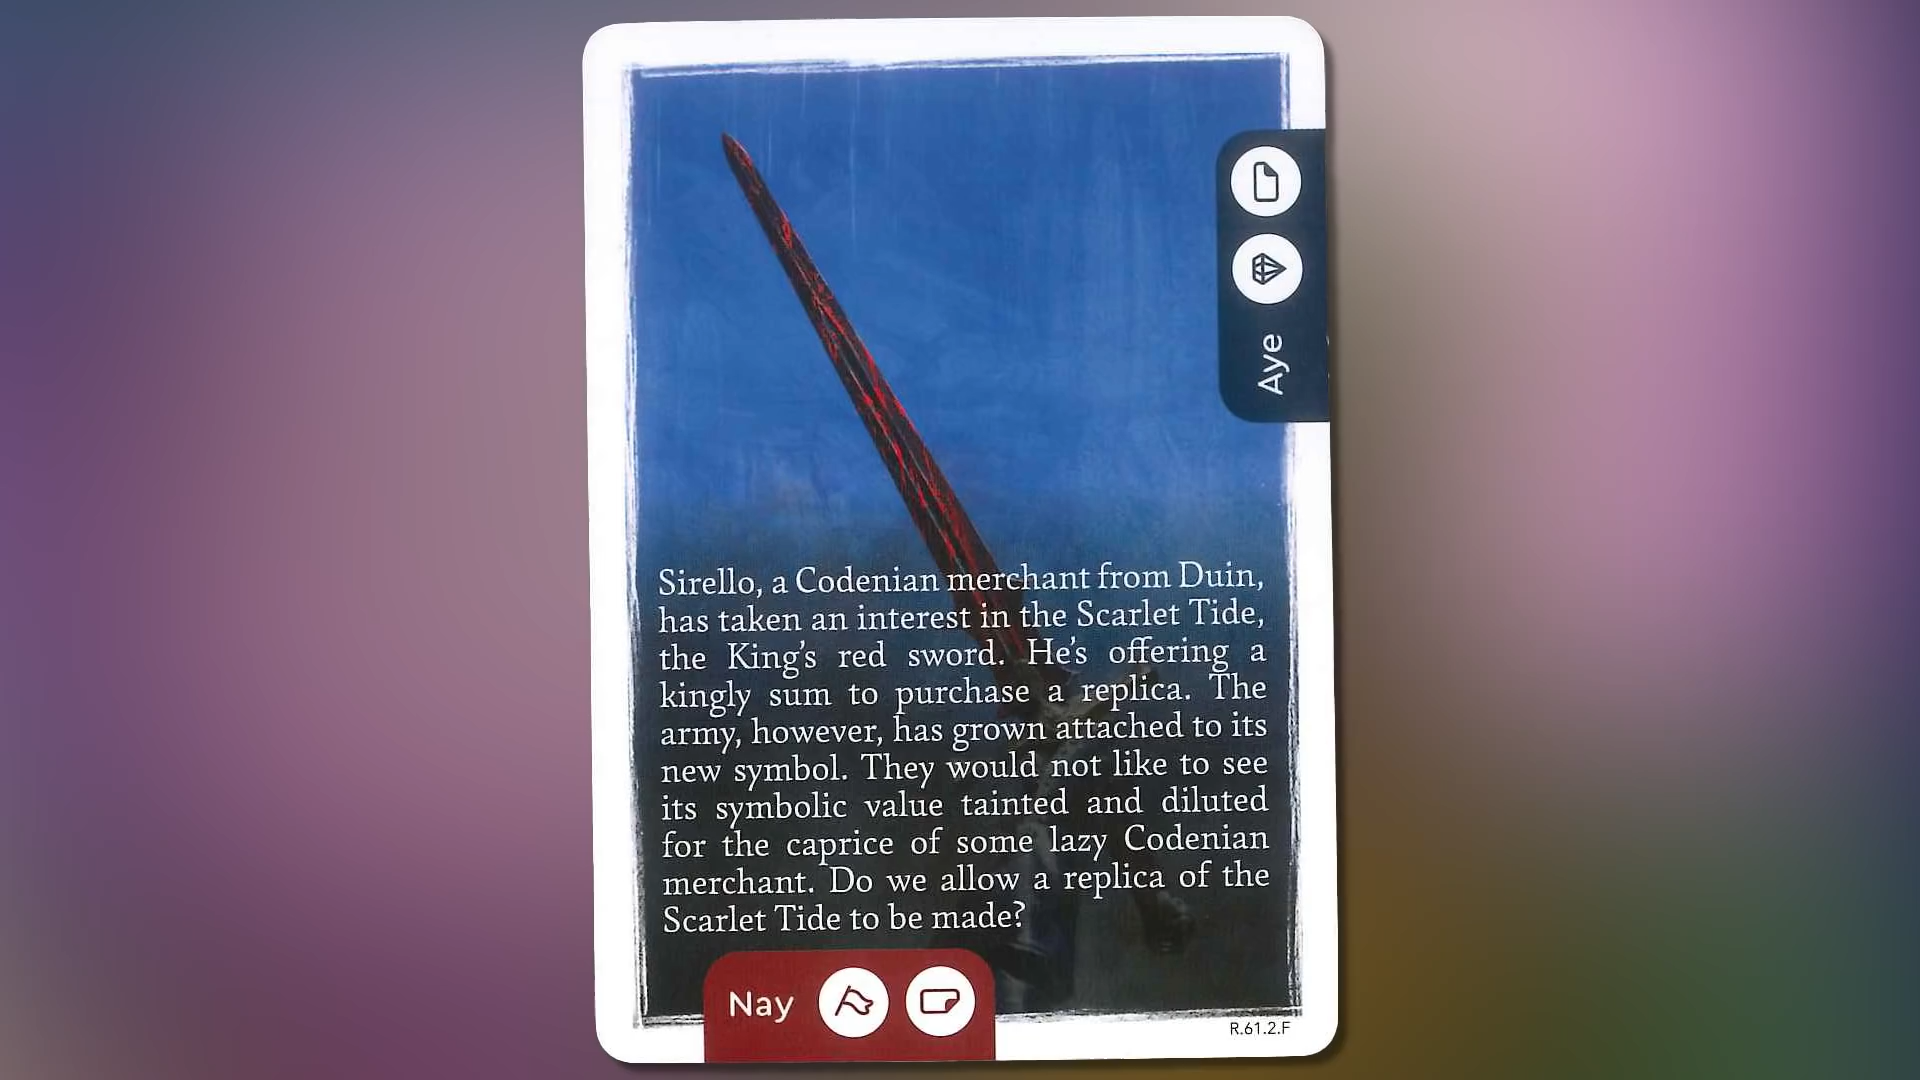 Aye
Sirello, a Codenian merchant from Duin,
has taken an interest in the Scarlet Tide,
the King's red sword. He's offering a
kingly sum to purchase a replica. The
army, however, has grown attached to its
new symbol. They would not like to see
its symbolic value tainted and diluted
for the caprice of some lazy Codenian
merchant. Do we allow a replica of the
Scarlet Tide to be made?
Nay
R.61.2.F